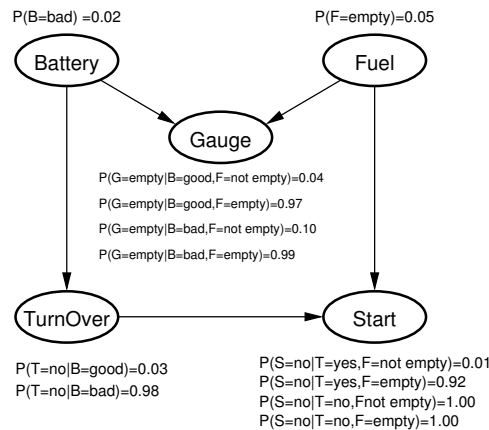 P(B=bad) =0.02
P(F=empty)=0.05
Battery
Fuel
Gauge
P(G=empty|B=good,F=not empty)=0.04
P(G=empty|B=good,F=empty)=0.97
P(G=empty|B=bad,F=not empty)=0.10
P(G=empty|B=bad,F=empty)=0.99
TurnOver
Start
P(T=no|B=good)=0.03
P(T=no|B=bad)=0.98
P(S=no|T=yes,F=not empty)=0.01
P(S=no|T=yes,F=empty)=0.92
P(S=no|T=no,Fnot empty)=1.00
P(S=no|T=no,F=empty)=1.00